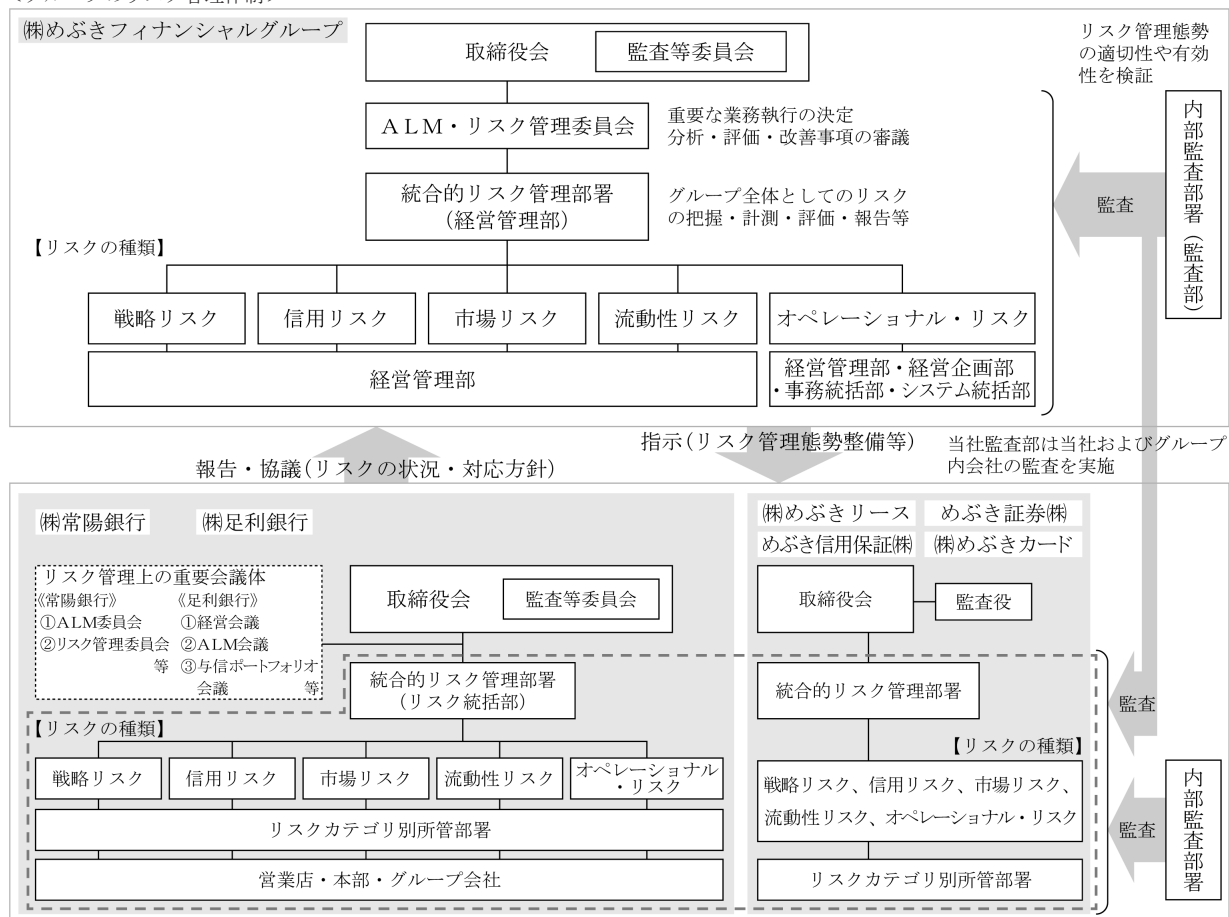 ㈱めぶきフィナンシャルグループ
取締役会
監査等委員会
リスク管理態勢
の適切性や有効
性を検証
ALM・リスク管理委員会
重要な業務執行の決定
分析・評価・改善事項の審議
内部監査部署(監査部)
統合的リスク管理部署
(経営管理部)
グループ全体としてのリスク
の把握・計測・評価・報告等
監査
【リスクの種類】
戦略リスク
信用リスク
市場リスク
流動性リスク
オペレーショナル・リスク
経営管理部
経営管理部・経営企画部
・事務統括部・システム統括部
報告・協議(リスクの状況・対応方針)
指示(リスク管理態勢整備等)
当社監査部は当社およびグループ
内会社の監査を実施
㈱常陽銀行
㈱足利銀行
リスク管理上の重要会議体
《常陽銀行》
①ALM委員会
②リスク管理委員会
等
《足利銀行》
①経営会議
②ALM会議
③与信ポートフォリオ
会議 等
取締役会
監査等委員会
統合的リスク管理部署
(リスク統括部)
【リスクの種類】
戦略リスク
信用リスク
市場リスク
流動性リスク
オペレーショナル
・リスク
リスクカテゴリ別所管部署
営業店・本部・グループ会社
㈱めぶきリース
めぶき証券㈱
めぶき信用保証㈱
㈱めぶきカード
取締役会
監査役
統合的リスク管理部署
【リスクの種類】
戦略リスク、信用リスク、市場リスク、
流動性リスク、オペレーショナル・リスク
リスクカテゴリ別所管部署
監査
監査
内部監査部署